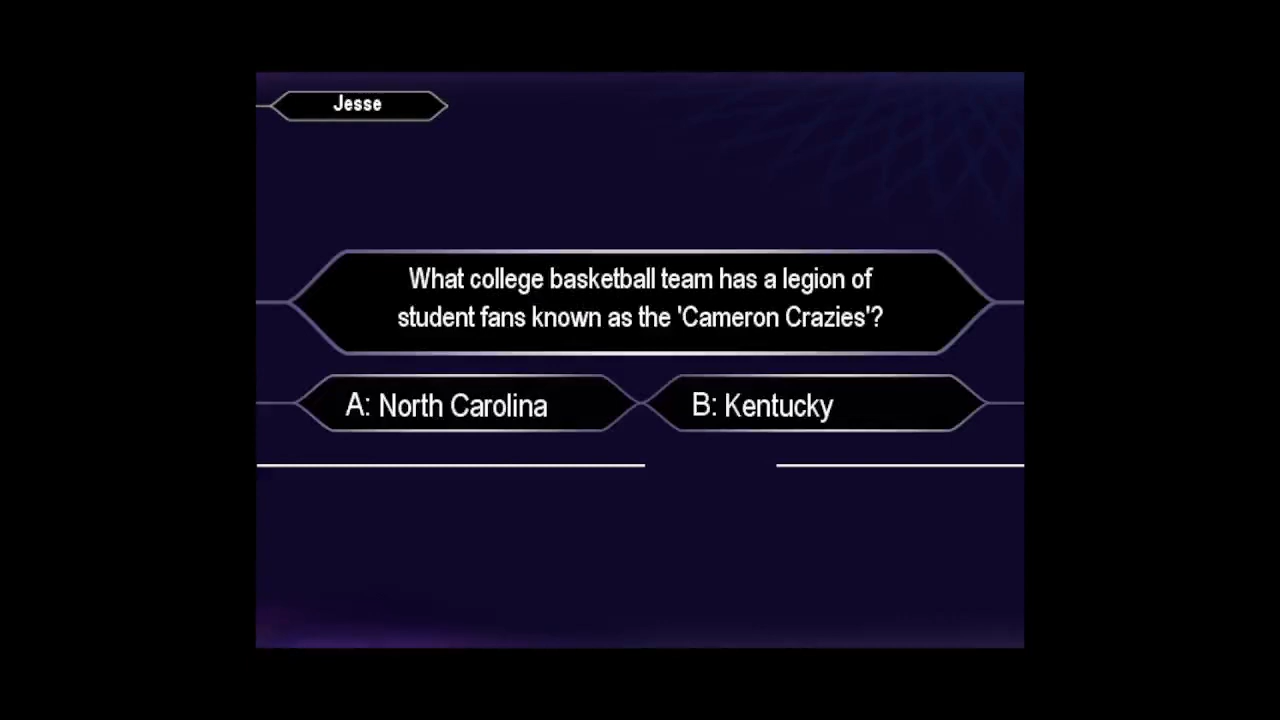 Jesse
What college basketball team has a legion of
student fans known as the 'Cameron Crazies'?
A: North Carolina
B: Kentucky